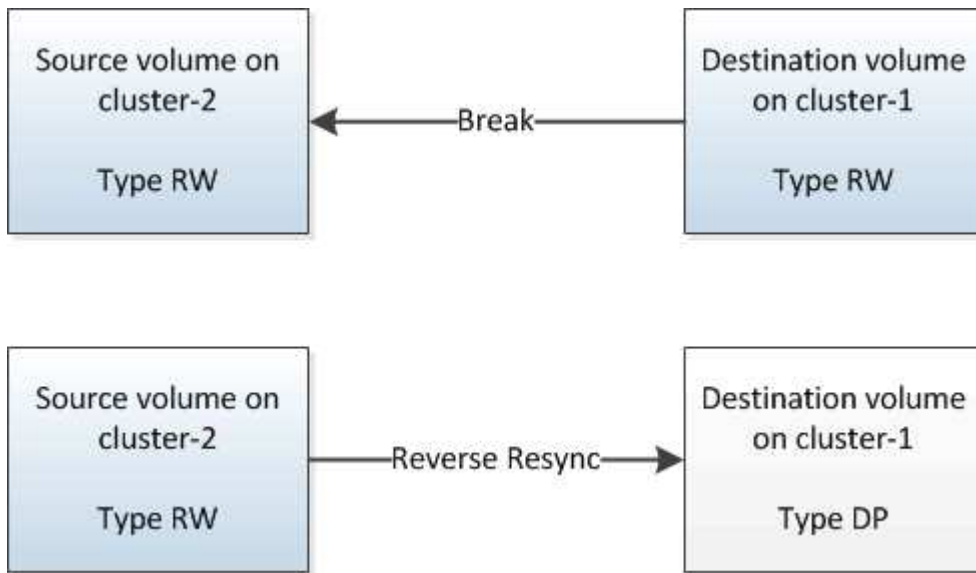 Source volume on
cluster-2
Type RW
Break
Destination volume
on cluster-1
Type RW
Source volume on
cluster-2
Type RW
Reverse Resync
Destination volume
on cluster-1
Type DP